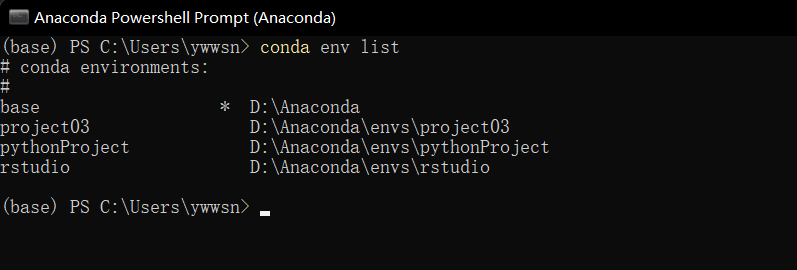 Anaconda Powershell Prompt (Anaconda)
(base) PS C:\Users\ywwsn> conda env list
# conda environments:
#
base                  *  D:\Anaconda
project03                D:\Anaconda\envs\project03
pythonProject            D:\Anaconda\envs\pythonProject
rstudio                  D:\Anaconda\envs\rstudio
(base) PS C:\Users\ywwsn>